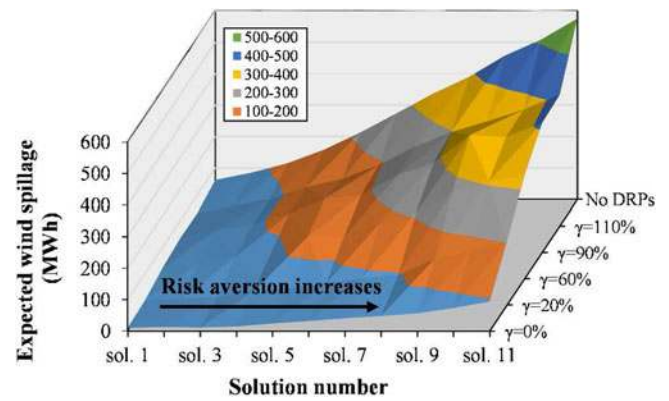 500-600
400-500
300-400
200-300
100-200
600
500
400
300
200
100
0
Expected wind spillage
(MWh)
Risk aversion increases
No DRPs
γ=110%
γ=90%
γ=60%
γ=20%
γ=0%
sol. 1
sol. 3
sol. 5
sol. 7
sol. 9
sol. 11
Solution number